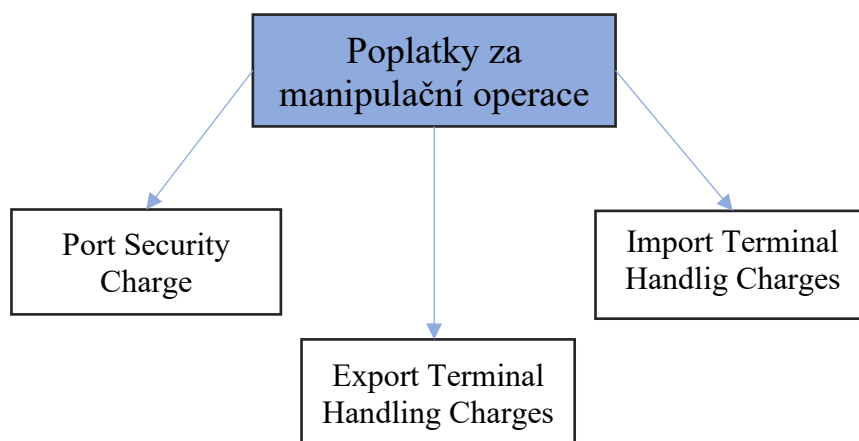 Poplatky za
manipulační operace
Port Security
Charge
Import Terminal
Handlig Charges
Export Terminal
Handling Charges